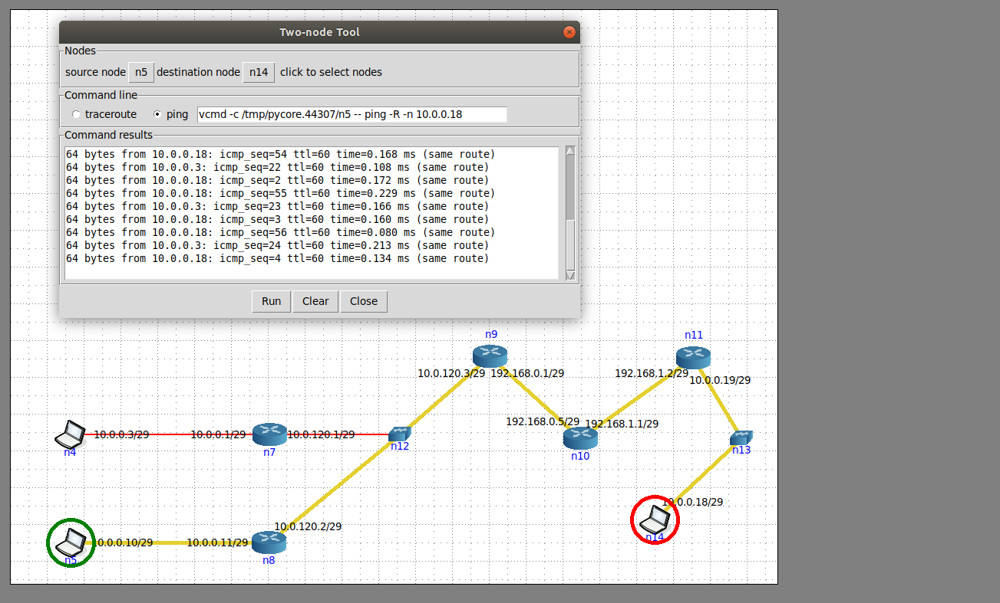 Two-node Tool
Nodes
source node n5 destination node n14 click to select nodes
Command line
traceroute ping vcmd -c /tmp/pycore.44307/n5 -- ping -R -n 10.0.0.18
Command results
64 bytes from 10.0.0.18: icmp_seq=54 ttl=60 time=0.168 ms (same route)
64 bytes from 10.0.0.3: icmp_seq=22 ttl=60 time=0.108 ms (same route)
64 bytes from 10.0.0.18: icmp_seq=2 ttl=60 time=0.172 ms (same route)
64 bytes from 10.0.0.18: icmp_seq=55 ttl=60 time=0.229 ms (same route)
64 bytes from 10.0.0.3: icmp_seq=23 ttl=60 time=0.166 ms (same route)
64 bytes from 10.0.0.18: icmp_seq=3 ttl=60 time=0.160 ms (same route)
64 bytes from 10.0.0.18: icmp_seq=56 ttl=60 time=0.080 ms (same route)
64 bytes from 10.0.0.3: icmp_seq=24 ttl=60 time=0.213 ms (same route)
64 bytes from 10.0.0.18: icmp_seq=4 ttl=60 time=0.134 ms (same route)
Run Clear Close
n9
n11
10.0.120.3/29 192.168.0.1/29
192.168.1.2/29
10.0.0.19/29
192.168.0.5/29 192.168.1.1/29
10.0.0.3/29 10.0.0.1/29 10.0.120.1/29
n4
n7
n12
n10
n13
10.0.0.18/29
10.0.120.2/29
n14
10.0.0.10/29 10.0.0.11/29
n5
n8